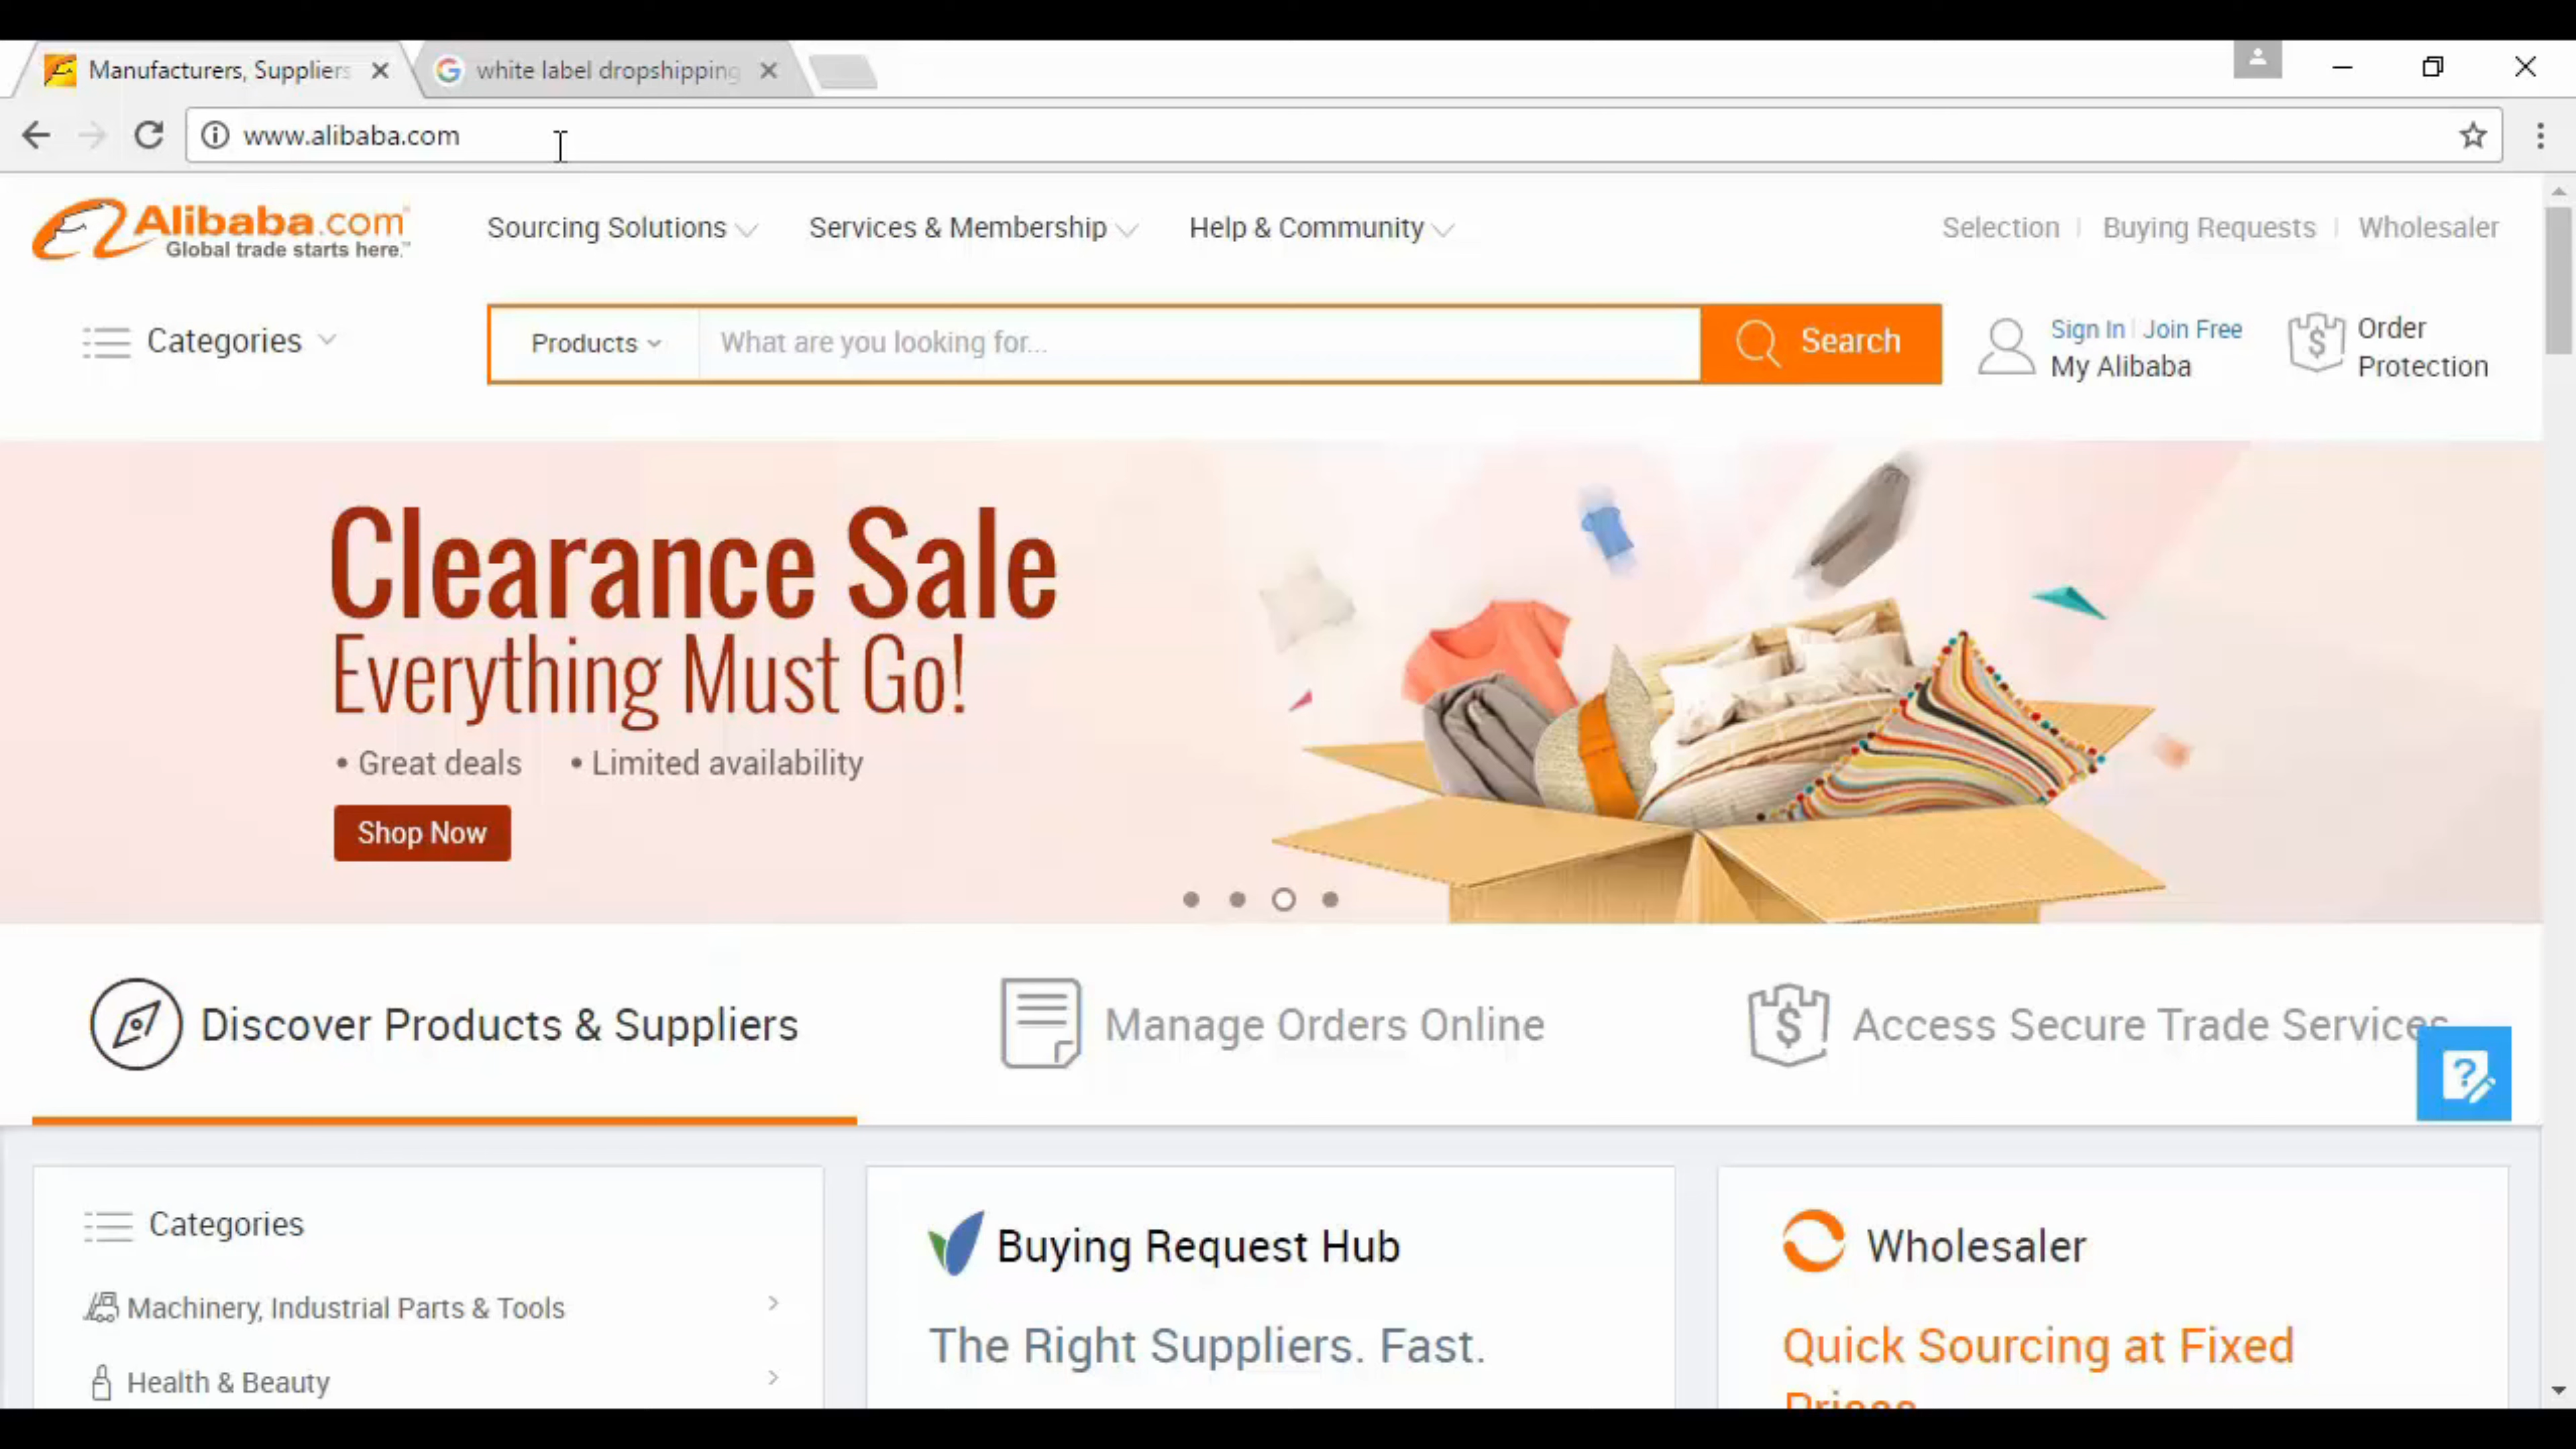 Manufacturers, Suppliers
white label dropshipping
www.alibaba.com
Alibaba.com
Global trade starts here.™
Sourcing Solutions
Services & Membership
Help & Community
Selection
Buying Requests
Wholesaler
Categories
Products
What are you looking for...
Search
Sign In
Join Free
My Alibaba
Order
Protection
Clearance Sale
Everything Must Go!
• Great deals
• Limited availability
Shop Now
Discover Products & Suppliers
Manage Orders Online
Access Secure Trade Services
Categories
Machinery, Industrial Parts & Tools
Health & Beauty
Buying Request Hub
The Right Suppliers. Fast.
Wholesaler
Quick Sourcing at Fixed
Prices